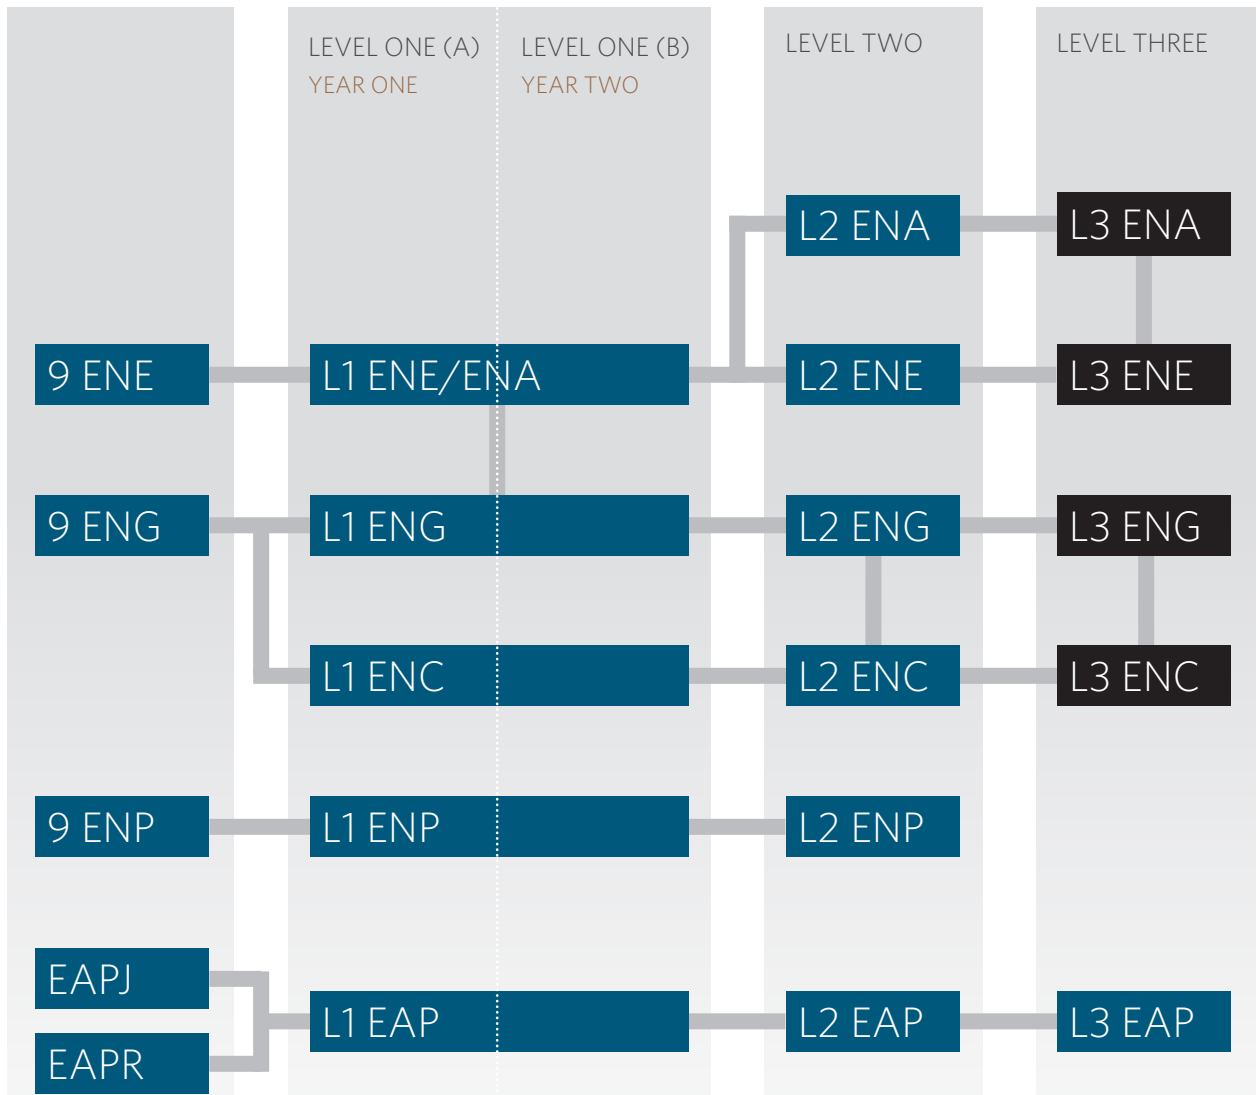 LEVEL ONE (A)
YEAR ONE
LEVEL ONE (B)
YEAR TWO
LEVEL TWO
LEVEL THREE
L2 ENA
L3 ENA
9 ENE
L1 ENE/ENA
L2 ENE
L3 ENE
9 ENG
L1 ENG
L2 ENG
L3 ENG
L1 ENC
L2 ENC
L3 ENC
9 ENP
L1 ENP
L2 ENP
EAPJ
EAPR
L1 EAP
L2 EAP
L3 EAP